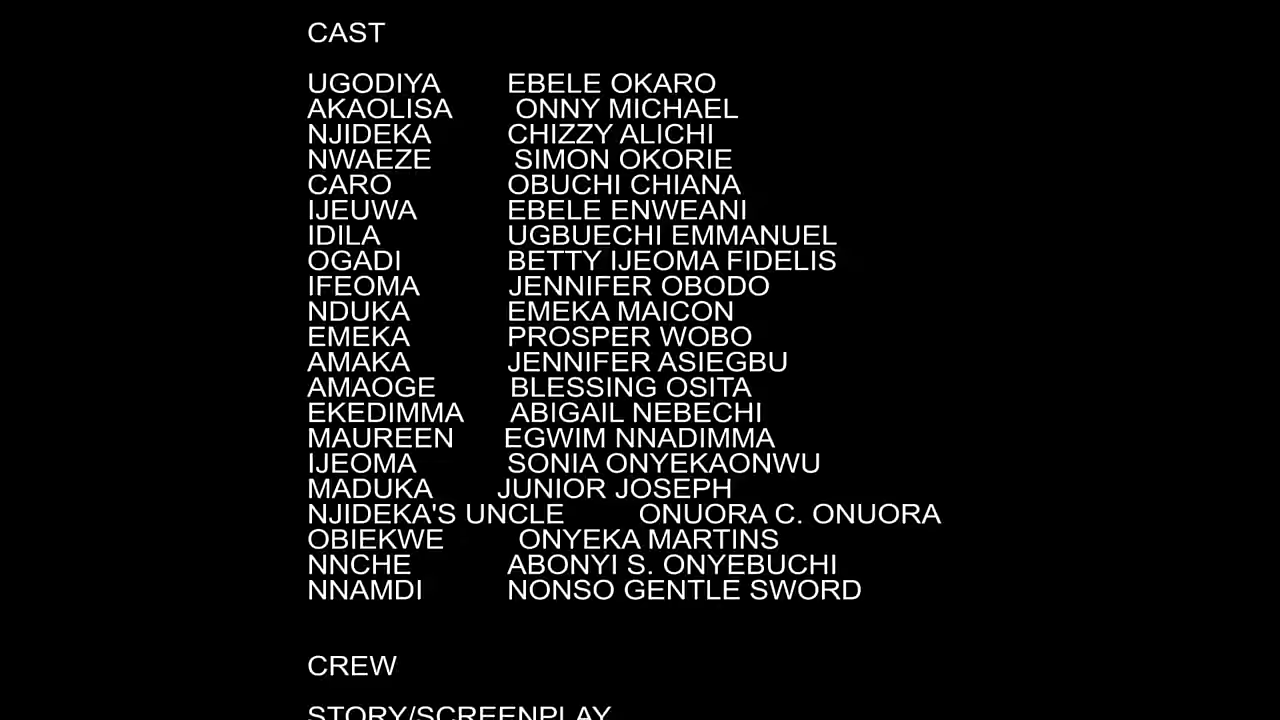 CAST
UGODIYA EBELE OKARO
AKAOLISA ONNY MICHAEL
NJIDEKA CHIZZY ALICHI
NWAEZE SIMON OKORIE
CARO OBUCHI CHIANA
IJEUWA EBELE ENWEANI
IDILA UGBUECHI EMMANUEL
OGADI BETTY IJEOMA FIDELIS
IFEOMA JENNIFER OBODO
NDUKA EMEKA MAICON
EMEKA PROSPER WOBO
AMAKA JENNIFER ASIEGBU
AMAOGE BLESSING OSITA
EKEDIMMA ABIGAIL NEBECHI
MAUREEN EGWIM NNADIMMA
IJEOMA SONIA ONYEKAONWU
MADUKA JUNIOR JOSEPH
NJIDEKA'S UNCLE ONUORA C. ONUORA
OBIEKWE ONYEKA MARTINS
NNCHE ABONYI S. ONYEBUCHI
NNAMDI NONSO GENTLE SWORD
CREW
STORY/SCREENPLAY